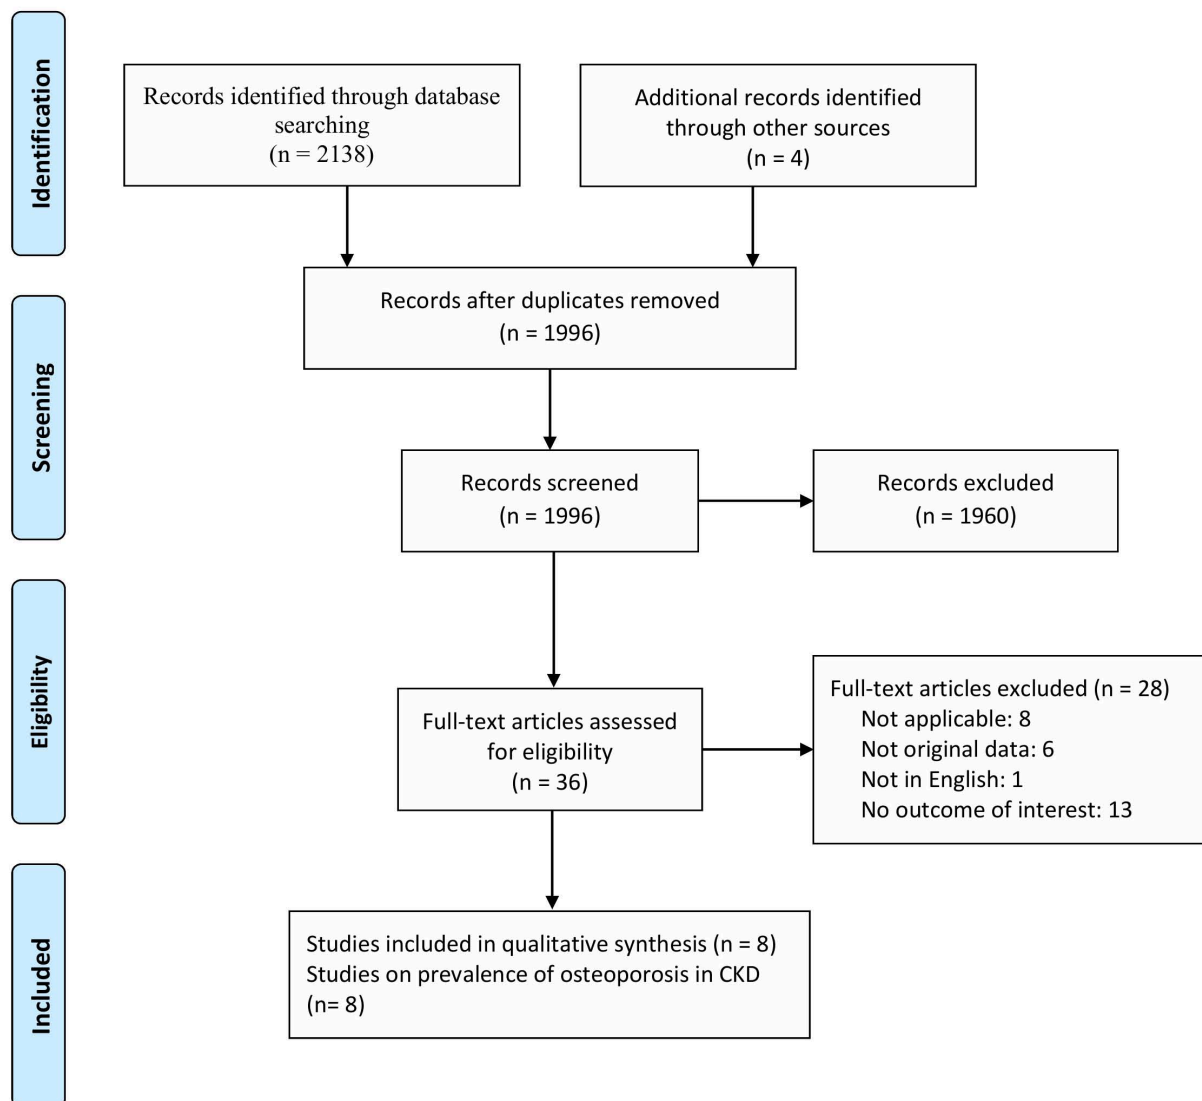 Identification
Records identified through database
searching
(n = 2138)
Additional records identified
through other sources
(n = 4)
Records after duplicates removed
(n = 1996)
Screening
Records screened
(n = 1996)
Records excluded
(n = 1960)
Eligibility
Full-text articles assessed
for eligibility
(n = 36)
Full-text articles excluded (n = 28)
Not applicable: 8
Not original data: 6
Not in English: 1
No outcome of interest: 13
Included
Studies included in qualitative synthesis (n = 8)
Studies on prevalence of osteoporosis in CKD
(n= 8)